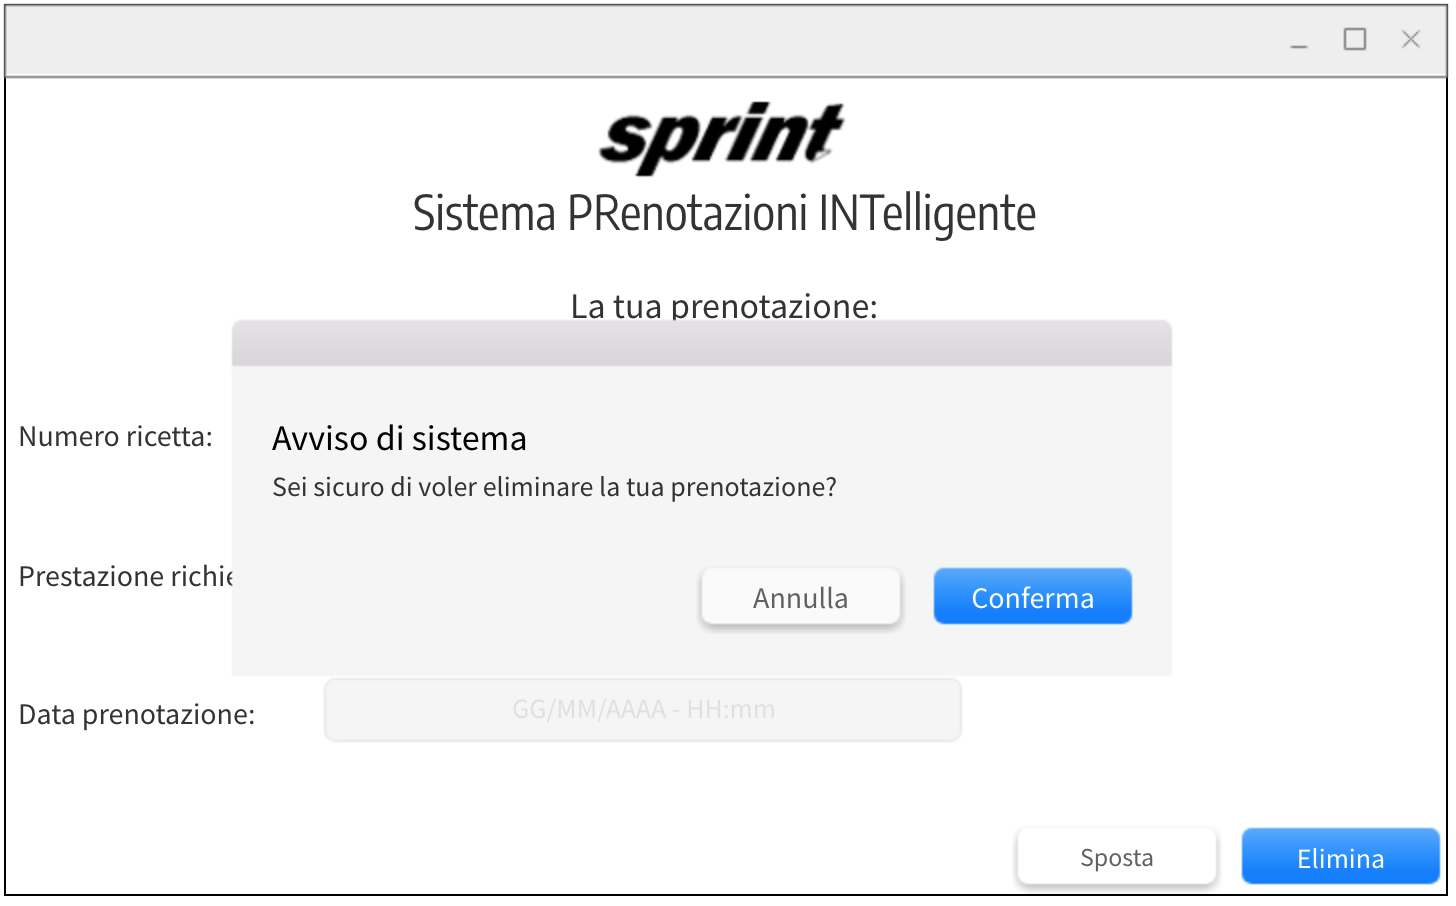 sprint
Sistema PRenotazioni INTelligente
La tua prenotazione:
Numero ricetta:
Avviso di sistema
Sei sicuro di voler eliminare la tua prenotazione?
Prestazione
Annulla
Conferma
Data prenotazione:
GG/MM/AAAA - HH:mm
Sposta
Elimina